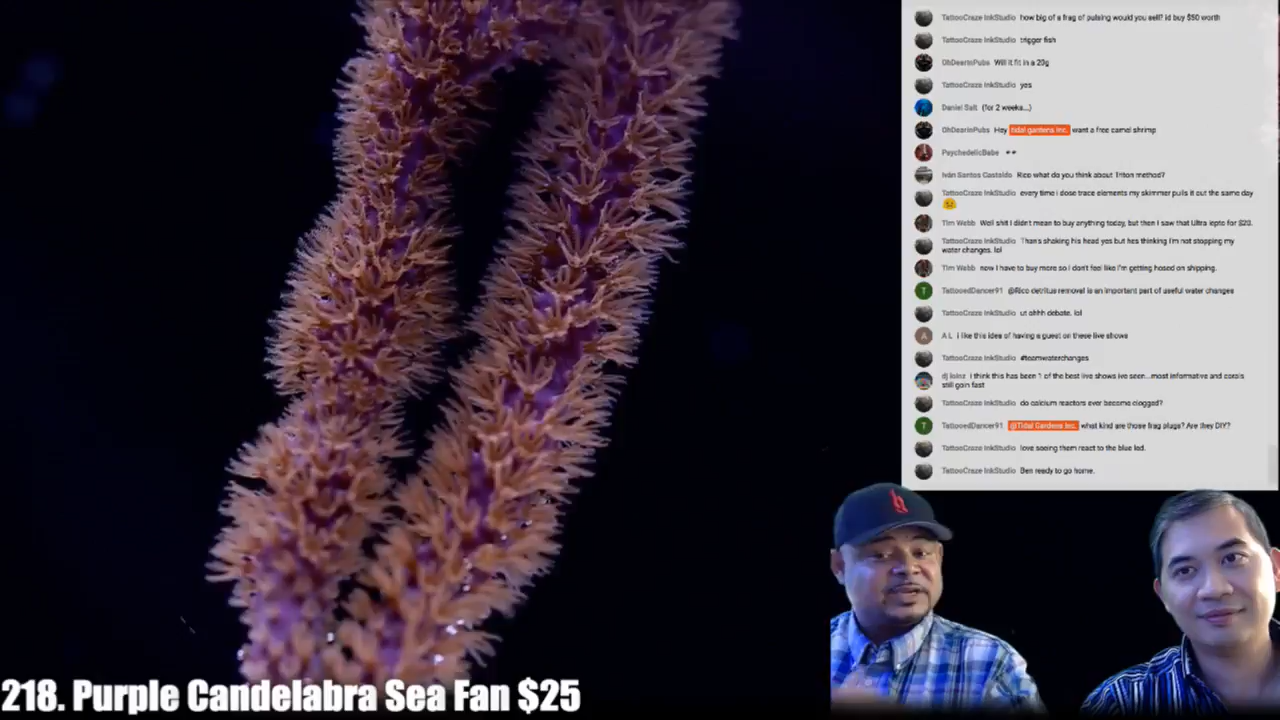 TattooCraze InkStudio how big of a frag of pulsing would you sell? id buy $50 worth
TattooCraze InkStudio trigger fish
OhDearinPubs Will it fit in a 20g
TattooCraze InkStudio yes
Daniel Salt (for 2 weeks...)
OhDearinPubs Hey tidal gardens inc. want a free camel shrimp
PsychedelicBabe
Iván Santos Castaldo Rico what do you think about Triton method?
TattooCraze InkStudio every time i dose trace elements my skimmer pulls it out the same day
Tim Webb Well shit I didn't mean to buy anything today, but then I saw that Ultra lepto for $20.
TattooCraze InkStudio Thans shaking his head yes but hes thinking I'm not stopping my
water changes. lol
Tim Webb now I have to buy more so I don't feel like I'm getting hosed on shipping.
TattooedDancer91 @Rico detritus removal is an important part of useful water changes
TattooCraze InkStudio ut ohhh debate. lol
A L i like this idea of having a guest on these live shows
TattooCraze InkStudio #teamwaterchanges
i think this has been 1 of the best live shows ive seen...most informative and corals
still goin fast
TattooCraze InkStudio do calcium reactors ever become clogged?
TattooedDancer91 @Tidal Gardens Inc. what kind are those frag plugs? Are they DIY?
TattooCraze InkStudio love seeing them react to the blue led.
TattooCraze InkStudio Ben ready to go home.
218. Purple Candelabra Sea Fan $25